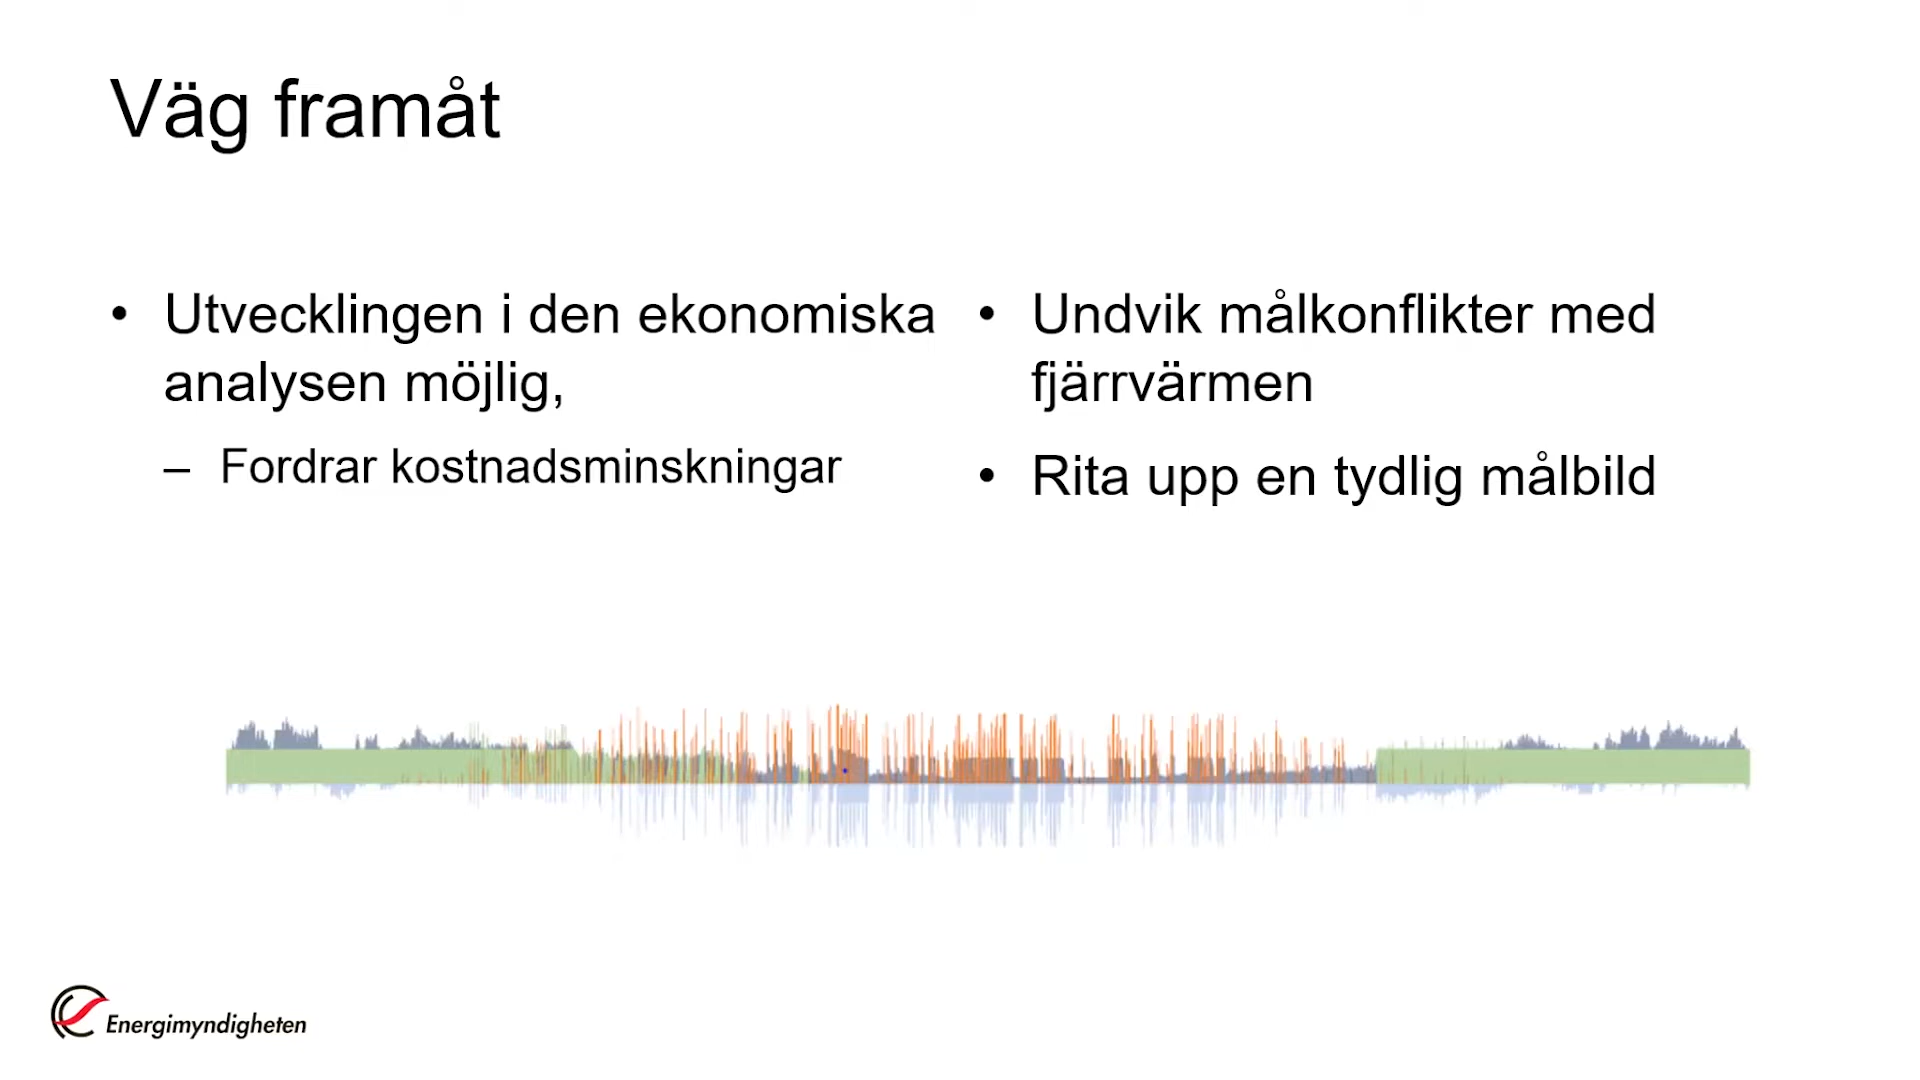 Väg framåt
• Utvecklingen i den ekonomiska
analysen möjlig,
– Fordrar kostnadsminskningar
• Undvik målkonflikter med
fjärrvärmen
• Rita upp en tydlig målbild
Energimyndigheten